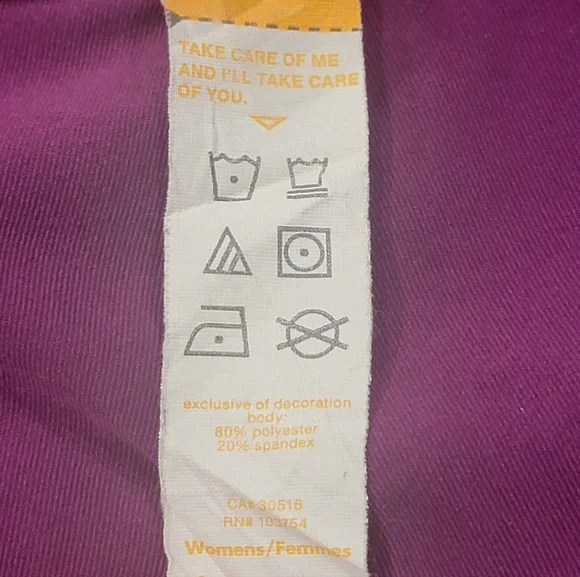 TAKE CARE OF ME
AND I'LL TAKE CARE
OF YOU.
exclusive of decoration
body:
80% polyester
20% spandex
CA# 30516
RN# 103754
Womens/Femmes